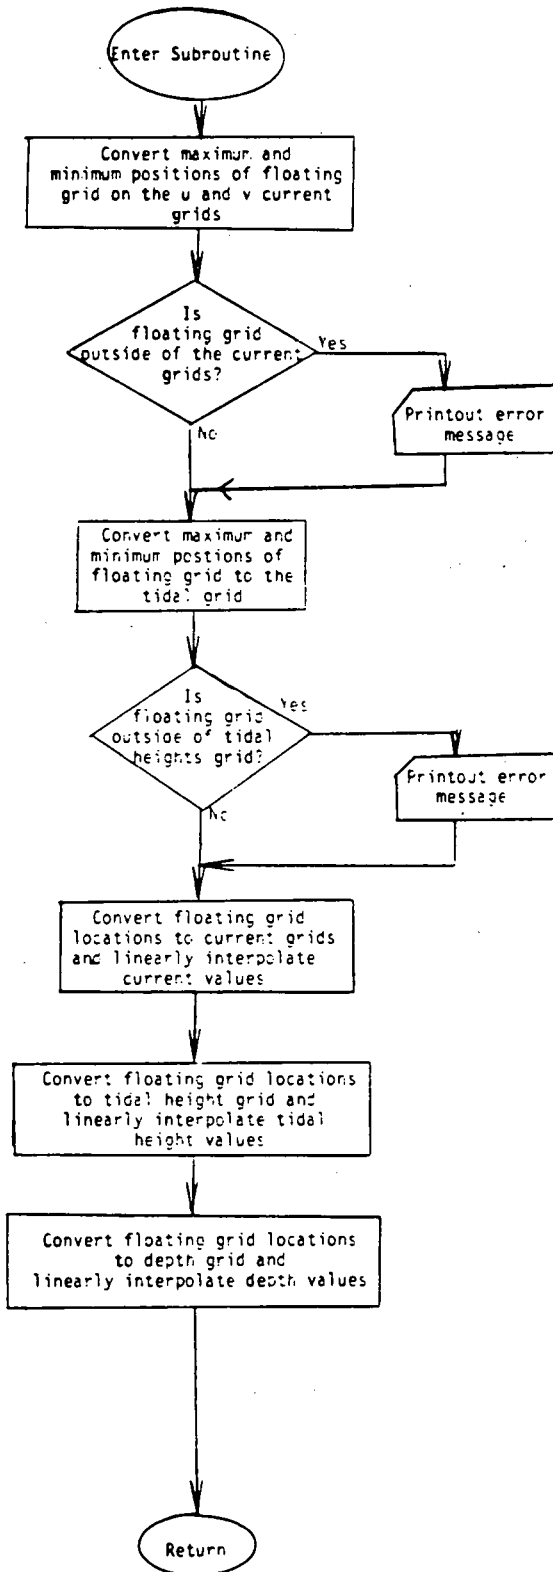 Enter Subroutine
Convert maximum and
minimum positions of floating
grid on the u and v current
grids
Is
floating grid
outside of the current
grids?
Yes
No
Printout error
message
Convert maximum and
minimum postions of
floating grid to the
tidal grid
Is
floating grid
outside of tidal
heights grid?
Yes
No
Printout error
message
Convert floating grid
locations to current grids
and linearly interpolate
current values
Convert floating grid locations
to tidal height grid and
linearly interpolate tidal
height values
Convert floating grid locations
to depth grid and
linearly interpolate depth values
Return